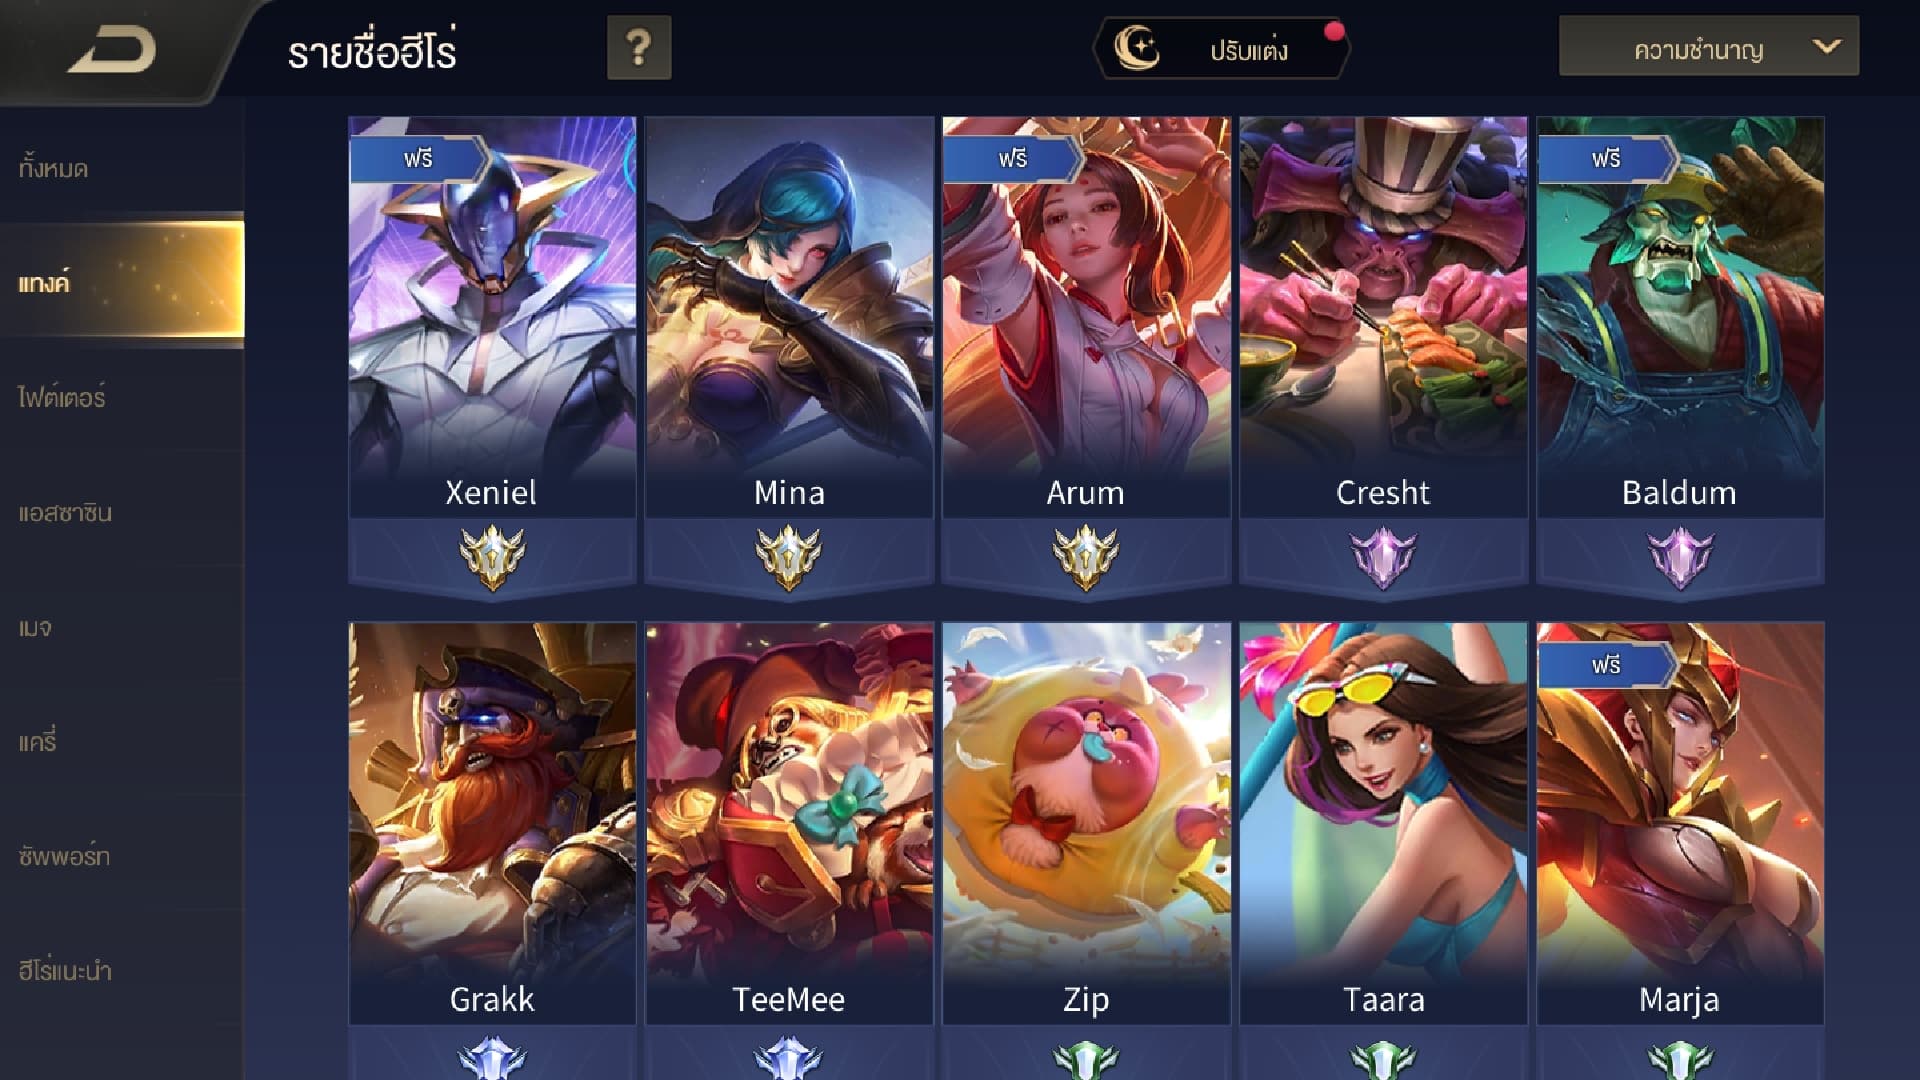 รายชื่อฮีโร่
?
ปรับแต่ง
ความชำนาญ
ทั้งหมด
แทงค์
ไฟต์เตอร์
แอสซาซิน
เมจ
แครี่
ซัพพอร์ท
ฮีโร่แนะนำ
ฟรี
ฟรี
ฟรี
Xeniel
Mina
Arum
Cresht
Baldum
ฟรี
Grakk
TeeMee
Zip
Taara
Marja